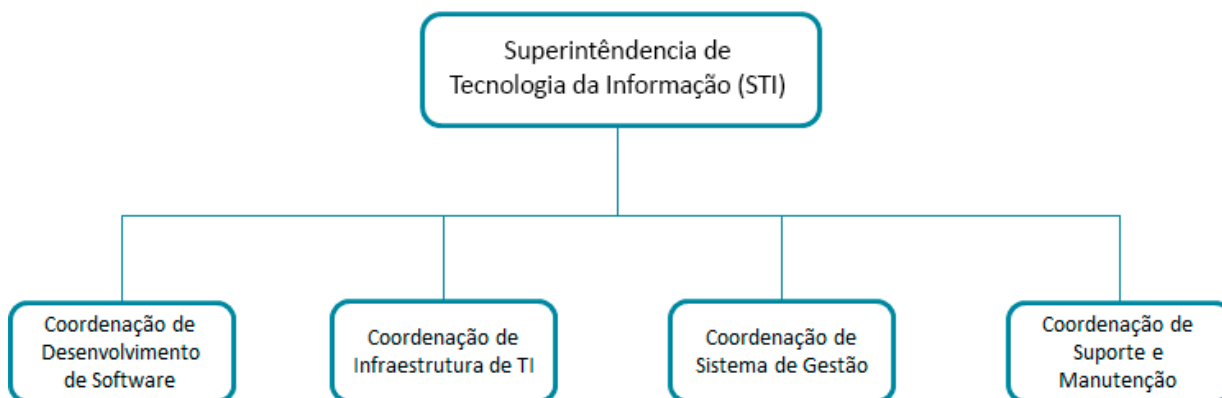 Superintêndencia de
Tecnologia da Informação (STI)
Coordenação de
Desenvolvimento
de Software
Coordenação de
Infraestrutura de TI
Coordenação de
Sistema de Gestão
Coordenação de
Suporte e
Manutenção